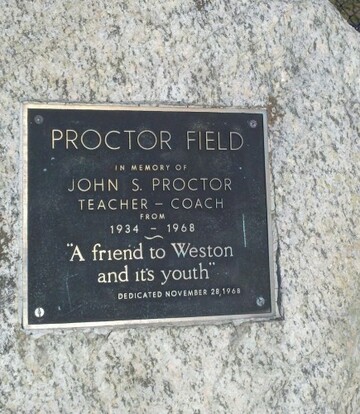 PROCTOR FIELD
IN MEMORY OF
JOHN S. PROCTOR
TEACHER - COACH
FROM
1934 - 1968
"A friend to Weston
and it's youth"
DEDICATED NOVEMBER 28, 1968